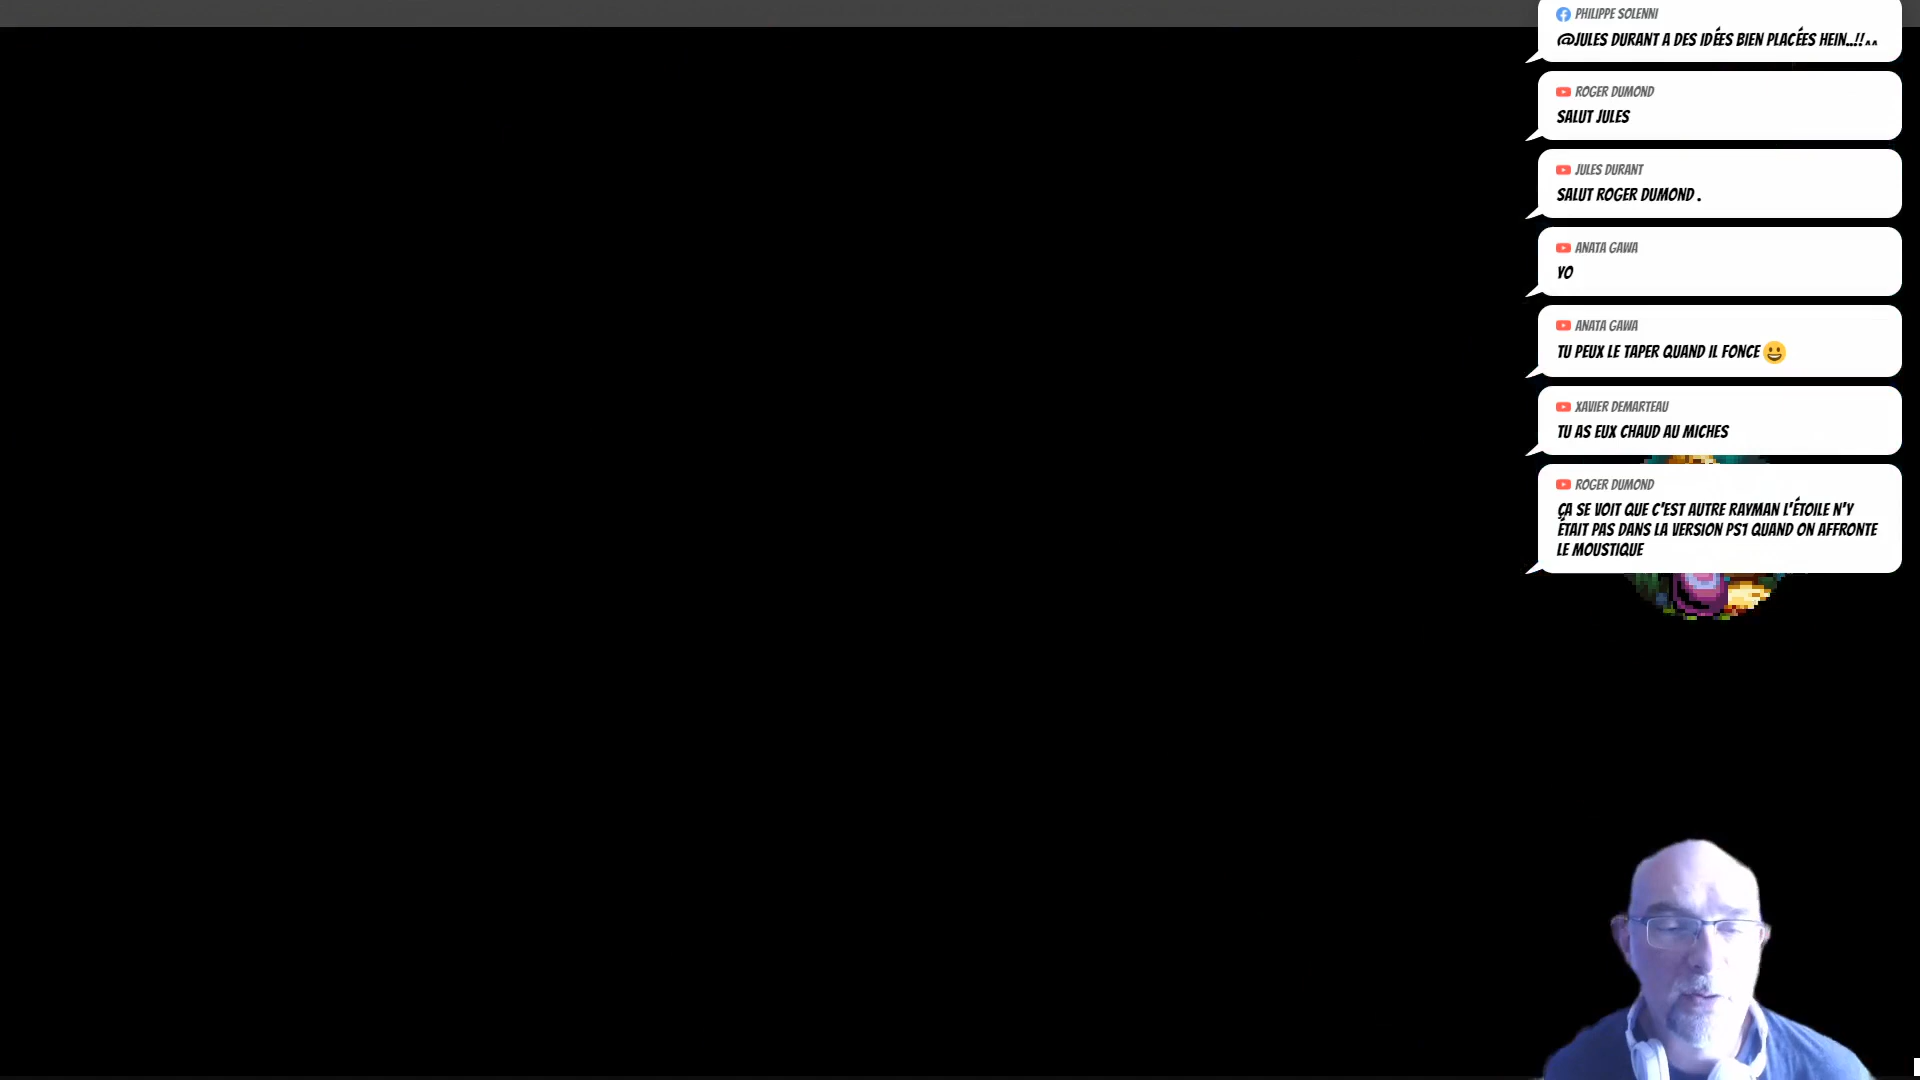 PHILIPPE SOLENNI
@JULES DURANT A DES IDÉES BIEN PLACÉES HEIN..!!^^
ROGER DUMOND
SALUT JULES
JULES DURANT
SALUT ROGER DUMOND .
ANATA GAWA
YO
ANATA GAWA
TU PEUX LE TAPER QUAND IL FONCE 😀
XAVIER DEMARTEAU
TU AS EUX CHAUD AU MICHES
ROGER DUMOND
ÇA SE VOIT QUE C'EST AUTRE RAYMAN L'ÉTOILE N'Y
ÉTAIT PAS DANS LA VERSION PS1 QUAND ON AFFRONTE
LE MOUSTIQUE